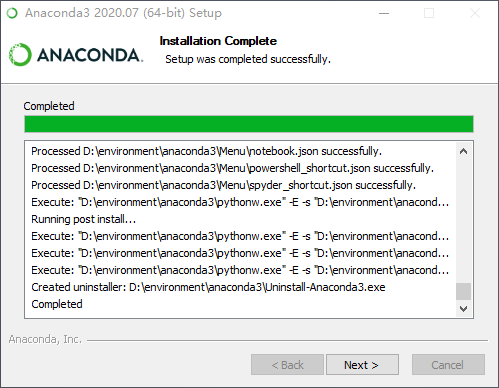 Anaconda3 2020.07 (64-bit) Setup
ANACONDA.
Installation Complete
Setup was completed successfully.
Completed
Processed D:\environment\anaconda3\Menu\notebook.json successfully.
Processed D:\environment\anaconda3\Menu\powershell_shortcut.json successfully.
Processed D:\environment\anaconda3\Menu\spyder_shortcut.json successfully.
Execute: "D:\environment\anaconda3\pythonw.exe" -E -s "D:\environment\anacond...
Running post install...
Execute: "D:\environment\anaconda3\pythonw.exe" -E -s "D:\environment\anacond...
Execute: "D:\environment\anaconda3\pythonw.exe" -E -s "D:\environment\anacond...
Execute: "D:\environment\anaconda3\pythonw.exe" -E -s "D:\environment\anacond...
Created uninstaller: D:\environment\anaconda3\Uninstall-Anaconda3.exe
Completed
Anaconda, Inc.
< Back Next > Cancel